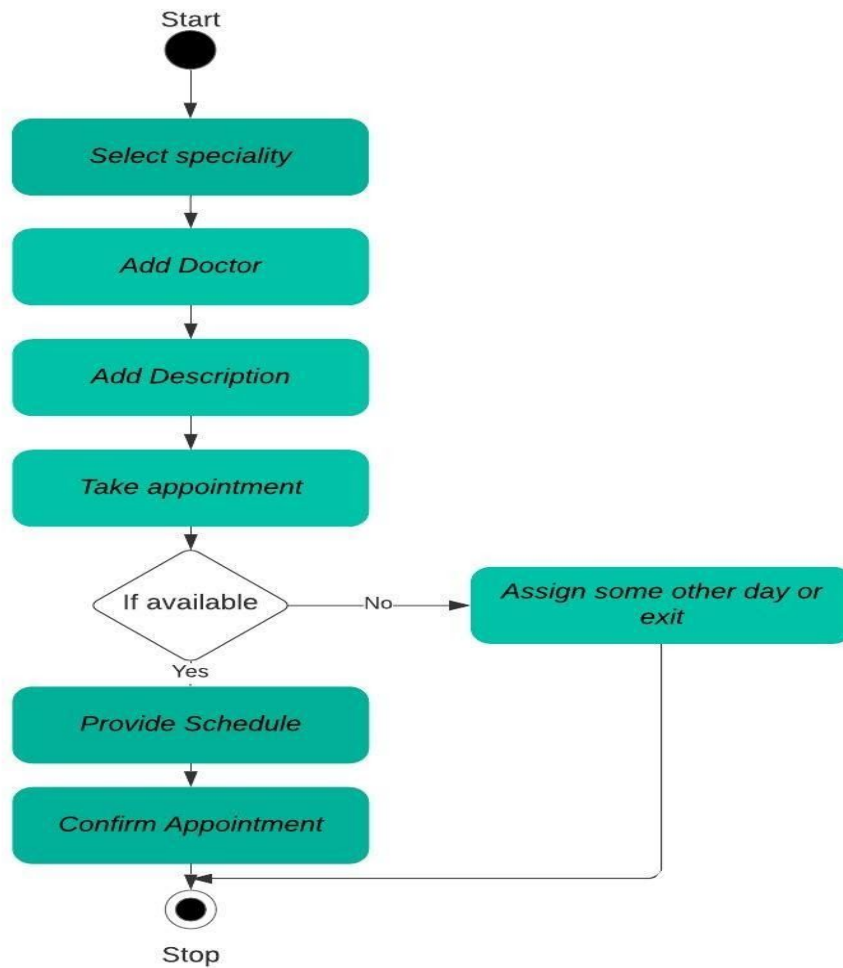 Start
Select speciality
Add Doctor
Add Description
Take appointment
If available
No
Assign some other day or
exit
Yes
Provide Schedule
Confirm Appointment
Stop